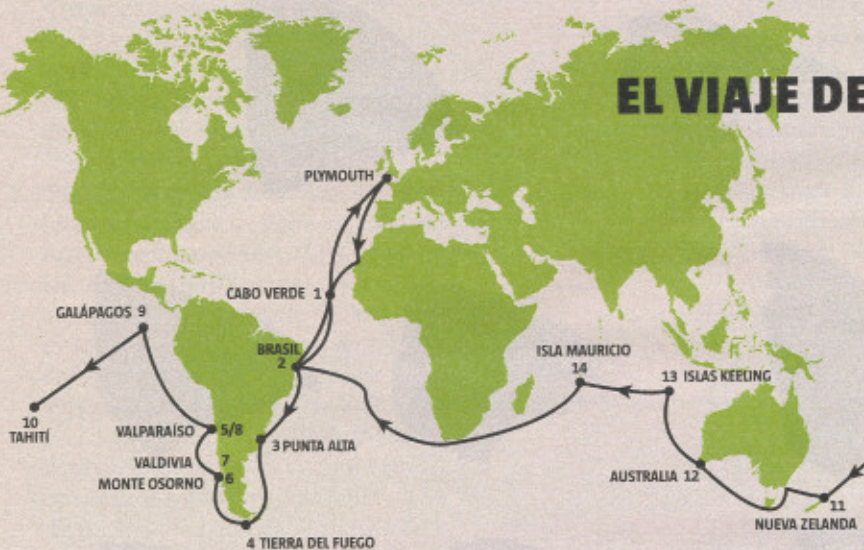 EL VIAJE DE
PLYMOUTH
CABO VERDE 1
GALÁPAGOS 9
BRASIL
2
ISLA MAURICIO
14
13 ISLAS KEELING
10
TAHITÍ
VALPARAÍSO 5/8
3 PUNTA ALTA
VALDIVIA 7
MONTE OSORNO 6
AUSTRALIA 12
11
NUEVA ZELANDA
4 TIERRA DEL FUEGO